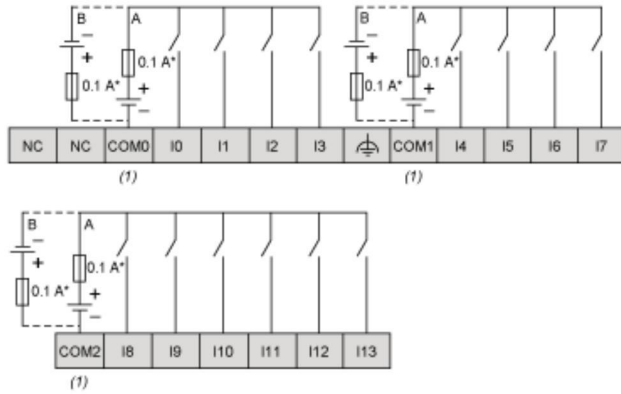 B A B A
− −
+ 0.1 A* + 0.1 A*
0.1 A* + 0.1 A* +
− −
NC NC COM0 I0 I1 I2 I3 COM1 I4 I5 I6 I7
(1) (1)
B A
−
+ 0.1 A*
0.1 A* +
−
COM2 I8 I9 I10 I11 I12 I13
(1)